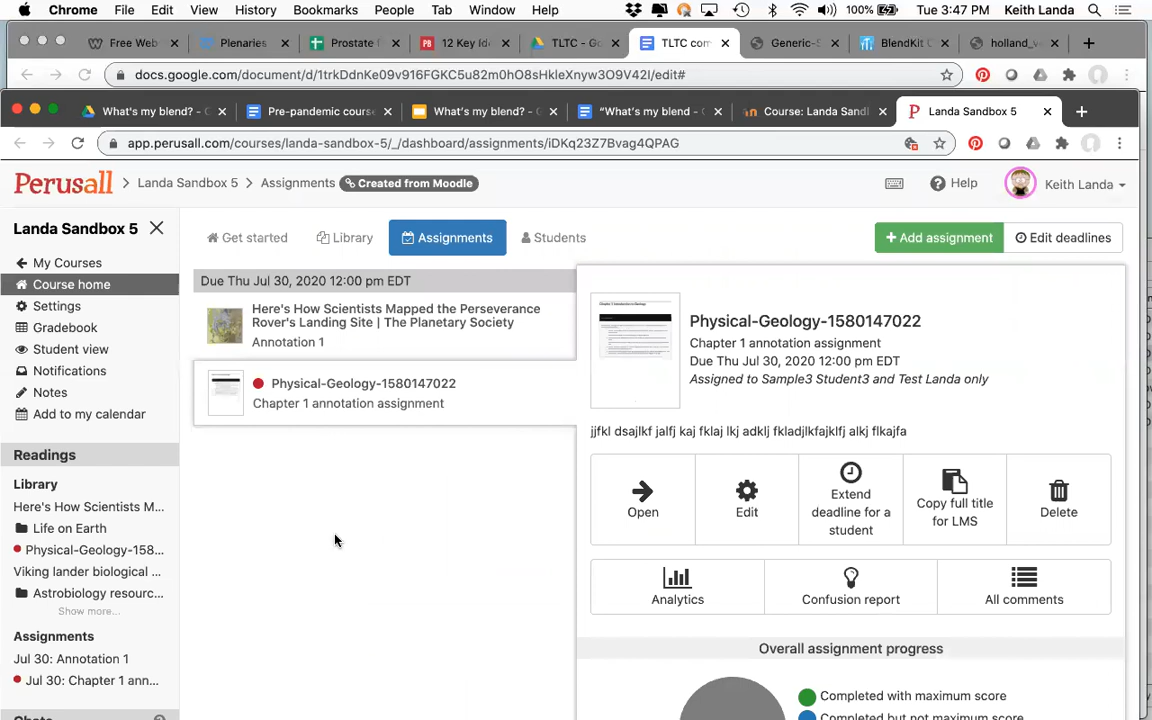 Chrome File Edit View History Bookmarks People Tab Window Help 100% Tue 3:47 PM Keith Landa
Free Web Plenaries Prostate F 12 Key Id TLTC - Go TLTC com Generic-S BlendKit C holland_v
docs.google.com/document/d/1trkDdnKe09v916FGKC5u82m0hO8sHkleXnyw3O9V42I/edit#
What's my blend? - G Pre-pandemic course What's my blend? - G "What's my blend - Course: Landa Sandl Landa Sandbox 5
app.perusall.com/courses/landa-sandbox-5/_/dashboard/assignments/iDKq23Z7Bvag4QPAG
Perusall Landa Sandbox 5 Assignments Created from Moodle Help Keith Landa
Landa Sandbox 5
Get started Library Assignments Students + Add assignment Edit deadlines
My Courses
Course home
Settings
Gradebook
Student view
Notifications
Notes
Add to my calendar
Readings
Library
Here's How Scientists M...
Life on Earth
Physical-Geology-158...
Viking lander biological ...
Astrobiology resourc...
Show more...
Assignments
Jul 30: Annotation 1
Jul 30: Chapter 1 ann...
Due Thu Jul 30, 2020 12:00 pm EDT
Here's How Scientists Mapped the Perseverance
Rover's Landing Site | The Planetary Society
Annotation 1
Physical-Geology-1580147022
Chapter 1 annotation assignment
Physical-Geology-1580147022
Chapter 1 annotation assignment
Due Thu Jul 30, 2020 12:00 pm EDT
Assigned to Sample3 Student3 and Test Landa only
jjfkl dsajlkf jalfj kaj fklaj lkj adklj fkladjlkfajklfj alkj flkajfa
Open
Edit
Extend
deadline for a
student
Copy full title
for LMS
Delete
Analytics
Confusion report
All comments
Overall assignment progress
Completed with maximum score
Completed but not maximum score